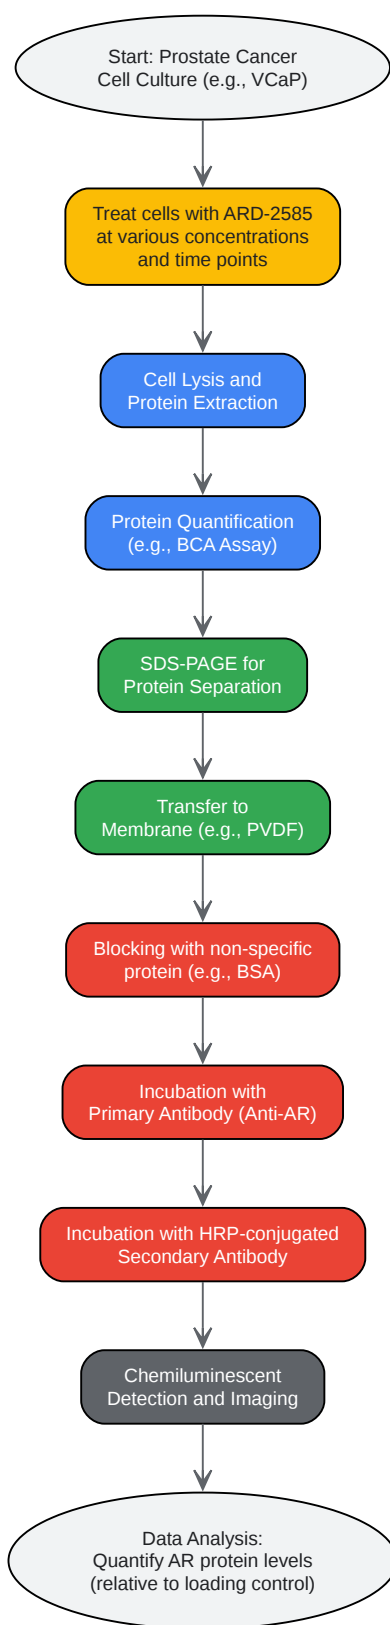 Start: Prostate Cancer
Cell Culture (e.g., VCaP)
Treat cells with ARD-2585
at various concentrations
and time points
Cell Lysis and
Protein Extraction
Protein Quantification
(e.g., BCA Assay)
SDS-PAGE for
Protein Separation
Transfer to
Membrane (e.g., PVDF)
Blocking with non-specific
protein (e.g., BSA)
Incubation with
Primary Antibody (Anti-AR)
Incubation with HRP-conjugated
Secondary Antibody
Chemiluminescent
Detection and Imaging
Data Analysis:
Quantify AR protein levels
(relative to loading control)